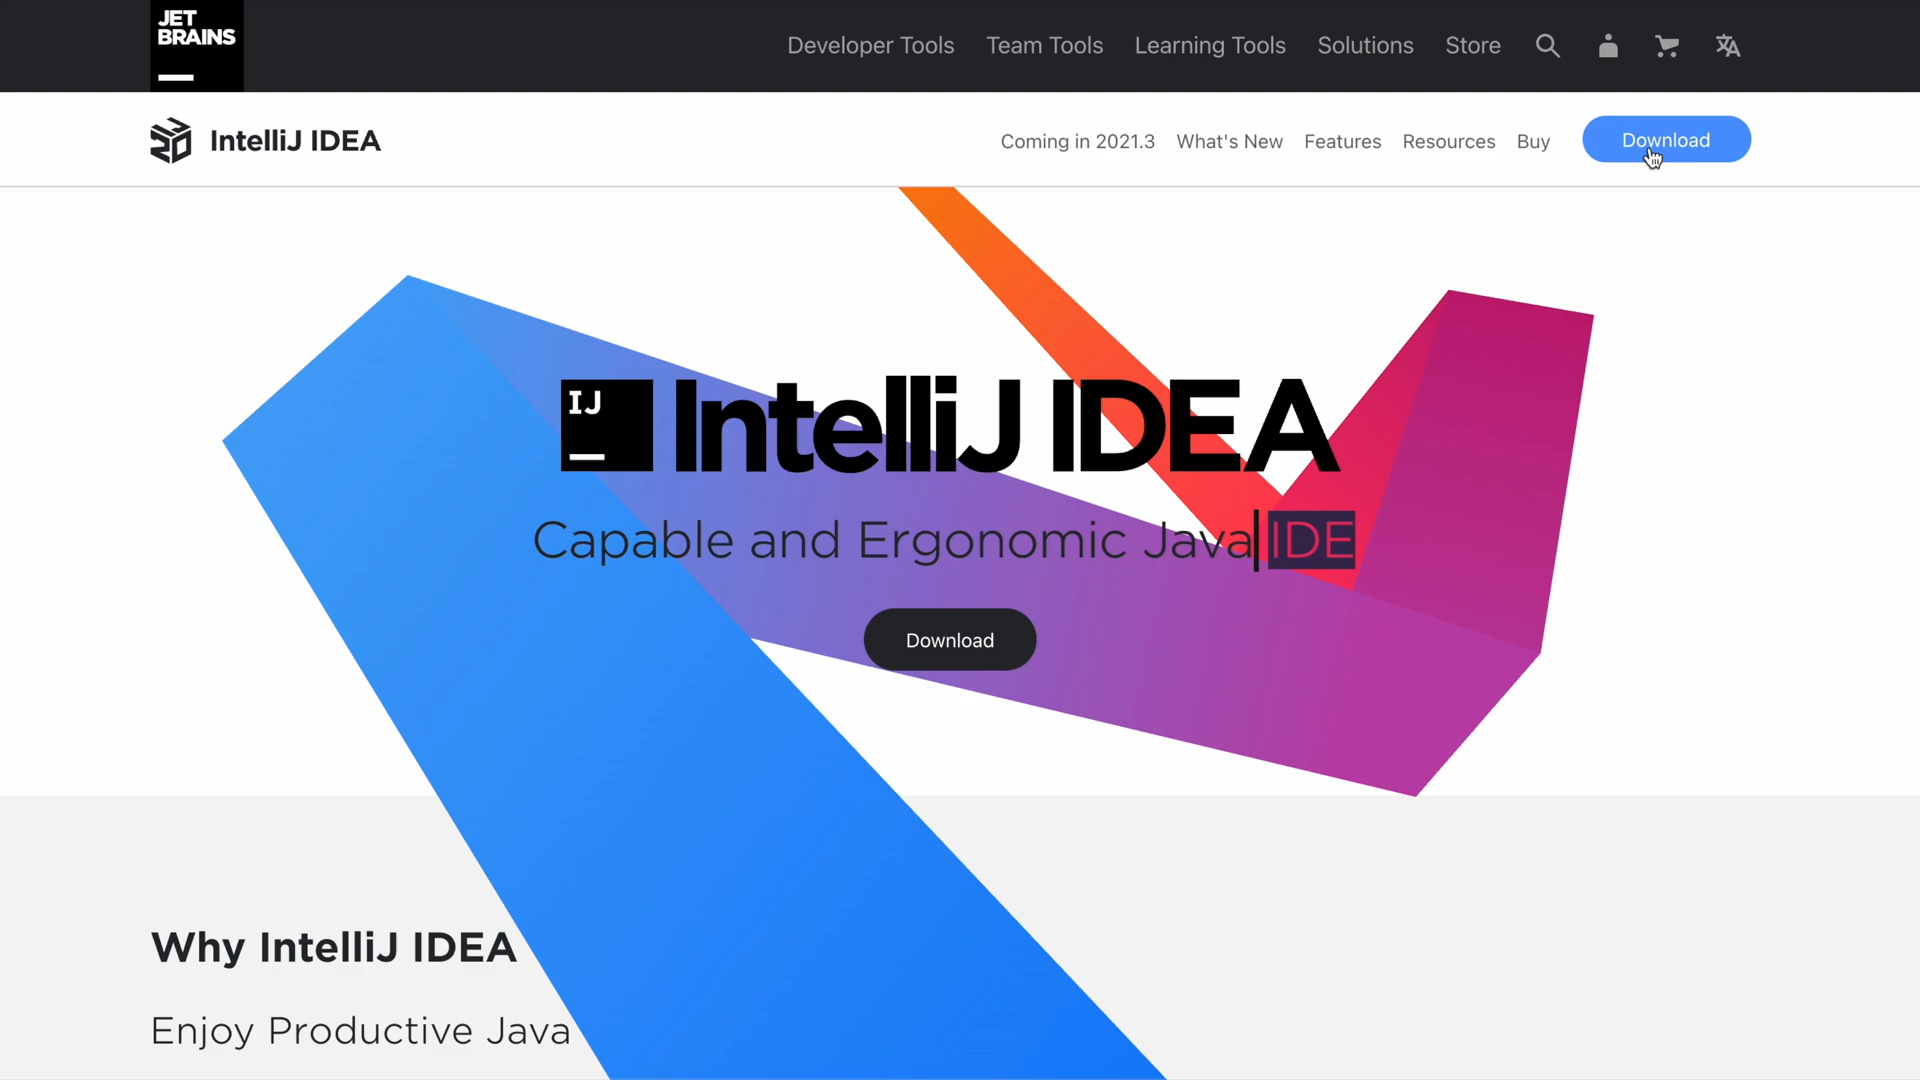 JET
BRAINS
Developer Tools Team Tools Learning Tools Solutions Store
IntelliJ IDEA
Coming in 2021.3 What's New Features Resources Buy Download
IJ
IntelliJ IDEA
Capable and Ergonomic Java IDE
Download
Why IntelliJ IDEA
Enjoy Productive Java